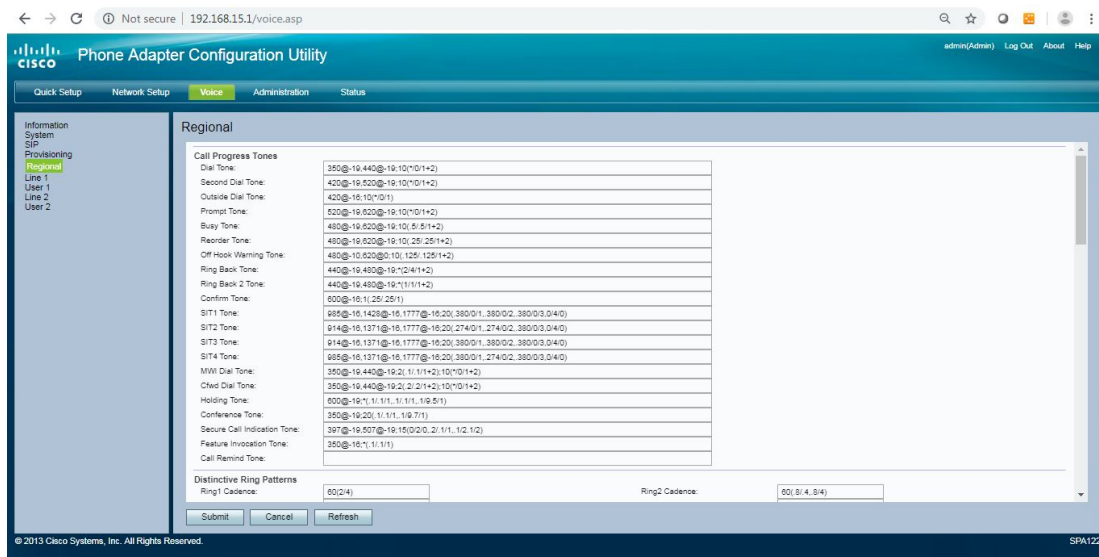 Not secure | 192.168.15.1/voice.asp
cisco Phone Adapter Configuration Utility
admin(Admin) Log Out About Help
Quick Setup Network Setup Voice Administration Status
Information
System
SIP
Provisioning
Regional
Line 1
User 1
Line 2
User 2
Regional
Call Progress Tones
Dial Tone: 350@-19,440@-19;10(*/0/1+2)
Second Dial Tone: 420@-19,520@-19;10(*/0/1+2)
Outside Dial Tone: 420@-16;10(*/0/1)
Prompt Tone: 520@-19,620@-19;10(*/0/1+2)
Busy Tone: 480@-19,620@-19;10(.5/.5/1+2)
Reorder Tone: 480@-19,620@-19;10(.25/.25/1+2)
Off Hook Warning Tone: 480@-10,620@0;10(.125/.125/1+2)
Ring Back Tone: 440@-19,480@-19;*(2/4/1+2)
Ring Back 2 Tone: 440@-19,480@-19;*(1/1/1+2)
Confirm Tone: 600@-16;1(.25/.25/1)
SIT1 Tone: 985@-16,1428@-16,1777@-16;20(.380/0/1,.380/0/2,.380/0/3,0/4/0)
SIT2 Tone: 914@-16,1371@-16,1777@-16;20(.274/0/1,.274/0/2,.380/0/3,0/4/0)
SIT3 Tone: 914@-16,1371@-16,1777@-16;20(.380/0/1,.380/0/2,.380/0/3,0/4/0)
SIT4 Tone: 985@-16,1371@-16,1777@-16;20(.380/0/1,.274/0/2,.380/0/3,0/4/0)
MWI Dial Tone: 350@-19,440@-19;2(.1/.1/1+2);10(*/0/1+2)
Cfwd Dial Tone: 350@-19,440@-19;2(.2/.2/1+2);10(*/0/1+2)
Holding Tone: 600@-19;*(.1/.1/1,.1/.1/1,.1/9.5/1)
Conference Tone: 350@-19;20(.1/.1/1,.1/9.7/1)
Secure Call Indication Tone: 397@-19,507@-19;15(0/2/0,.2/.1/1,.1/2.1/2)
Feature Invocation Tone: 350@-16;*(.1/.1/1)
Call Remind Tone:
Distinctive Ring Patterns
Ring1 Cadence: 60(2/4) Ring2 Cadence: 60(.8/.4,.8/4)
Submit Cancel Refresh
© 2013 Cisco Systems, Inc. All Rights Reserved. SPA122